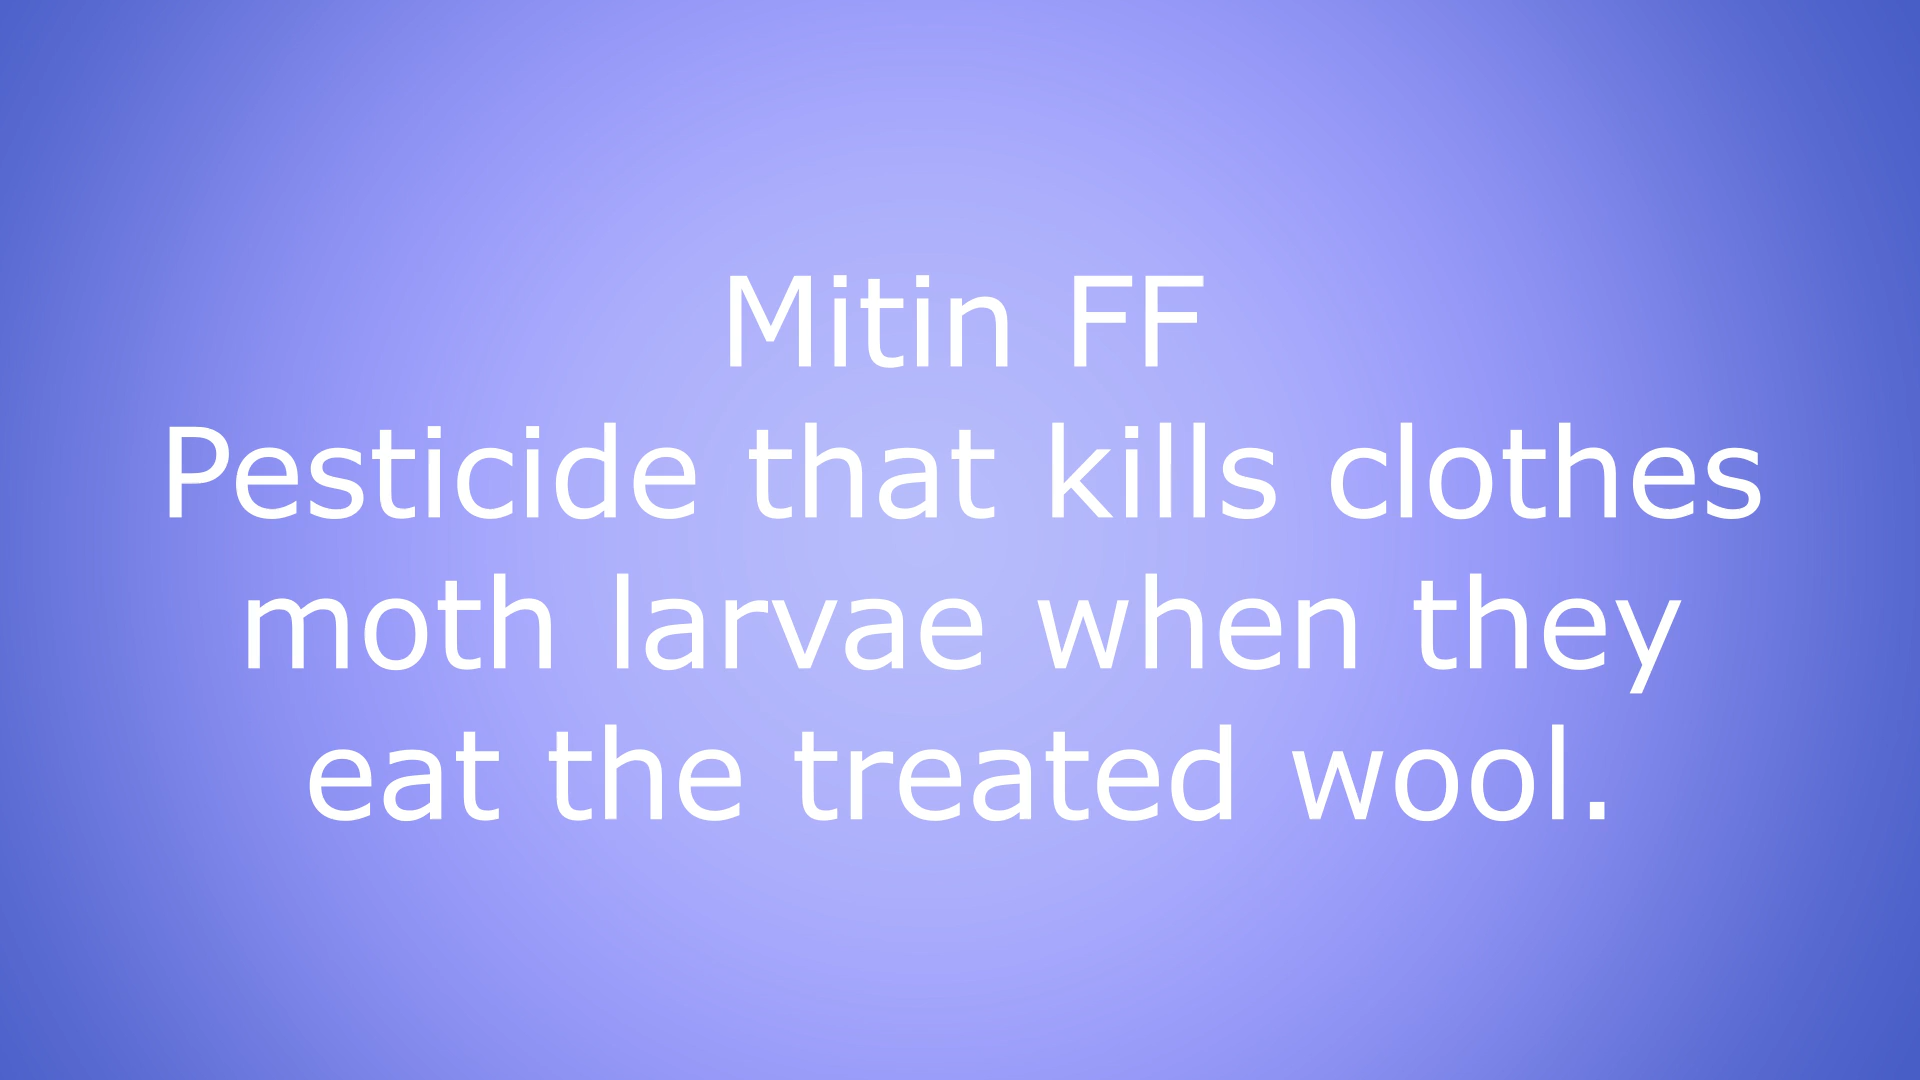 Mitin FF
Pesticide that kills clothes
moth larvae when they
eat the treated wool.